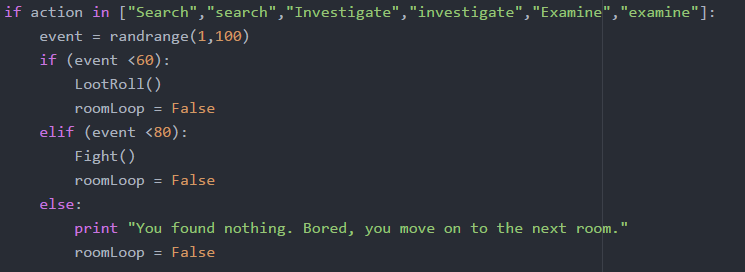 if action in ["Search","search","Investigate","investigate","Examine","examine"]:
    event = randrange(1,100)
    if (event <60):
        LootRoll()
        roomLoop = False
    elif (event <80):
        Fight()
        roomLoop = False
    else:
        print "You found nothing. Bored, you move on to the next room."
        roomLoop = False